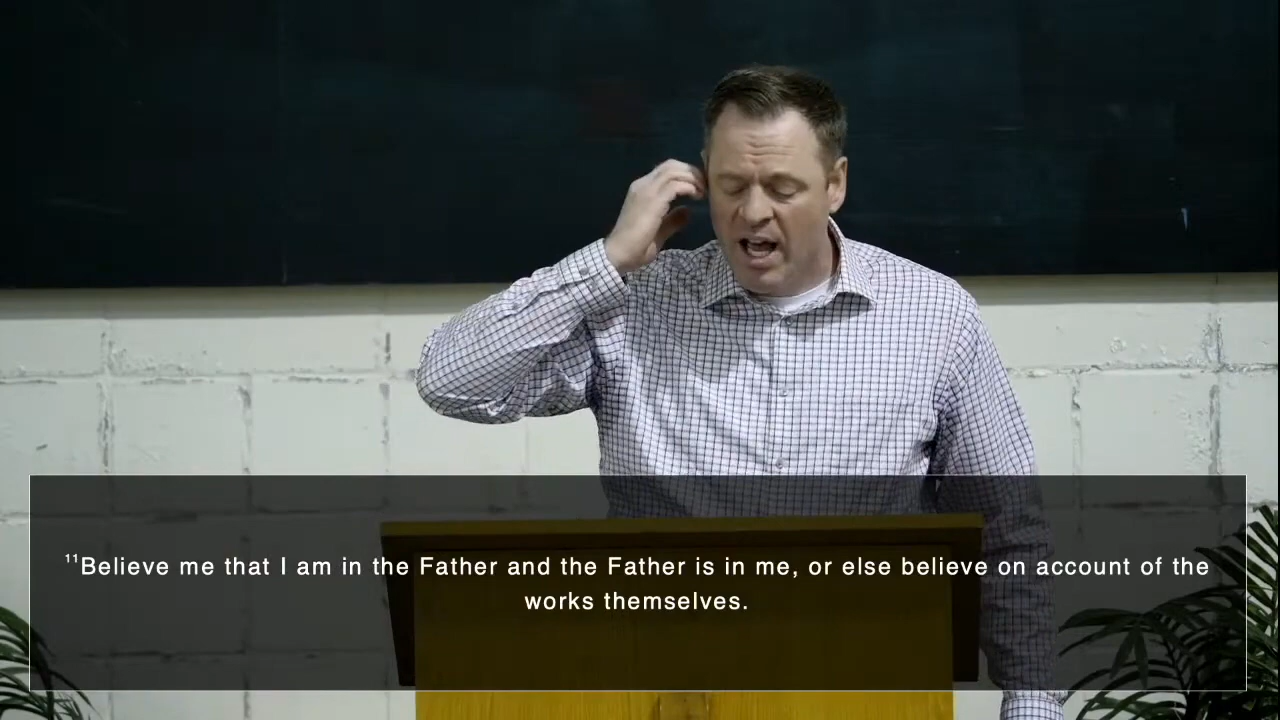 ¹¹Believe me that I am in the Father and the Father is in me, or else believe on account of the
works themselves.